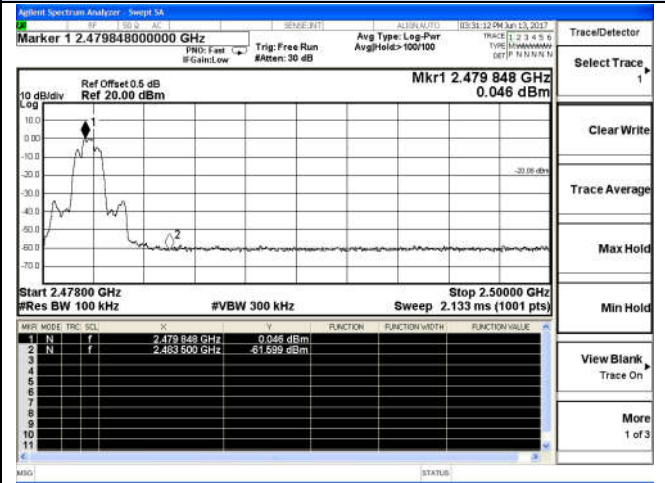 Agilent Spectrum Analyzer - Swept SA
RF 50 Ω AC SENSE:INT ALIGNAUTO 03:31:12 PM Jun 13, 2017
Marker 1 2.479848000000 GHz
PNO: Fast
IFGain:Low
Trig: Free Run
#Atten: 30 dB
Avg Type: Log-Pwr
Avg|Hold:>100/100
TRACE 1 2 3 4 5 6
TYPE
DET P N N N N N
Ref Offset 0.5 dB
10 dB/div Ref 20.00 dBm
Log
Mkr1 2.479 848 GHz
0.046 dBm
10.0
0.00
-10.0
-20.0
-30.0
-40.0
-50.0
-60.0
-70.0
1
2
Start 2.47800 GHz Stop 2.50000 GHz
#Res BW 100 kHz #VBW 300 kHz Sweep 2.133 ms (1001 pts)
MKR MODE TRC SCL X Y FUNCTION FUNCTION WIDTH FUNCTION VALUE
1 N f 2.479 848 GHz 0.046 dBm
2 N f 2.483 500 GHz -61.599 dBm
3
4
5
6
7
8
9
10
11
MSG STATUS
Trace/Detector
Select Trace
1
Clear Write
Trace Average
Max Hold
Min Hold
View Blank
Trace On
More
1 of 3